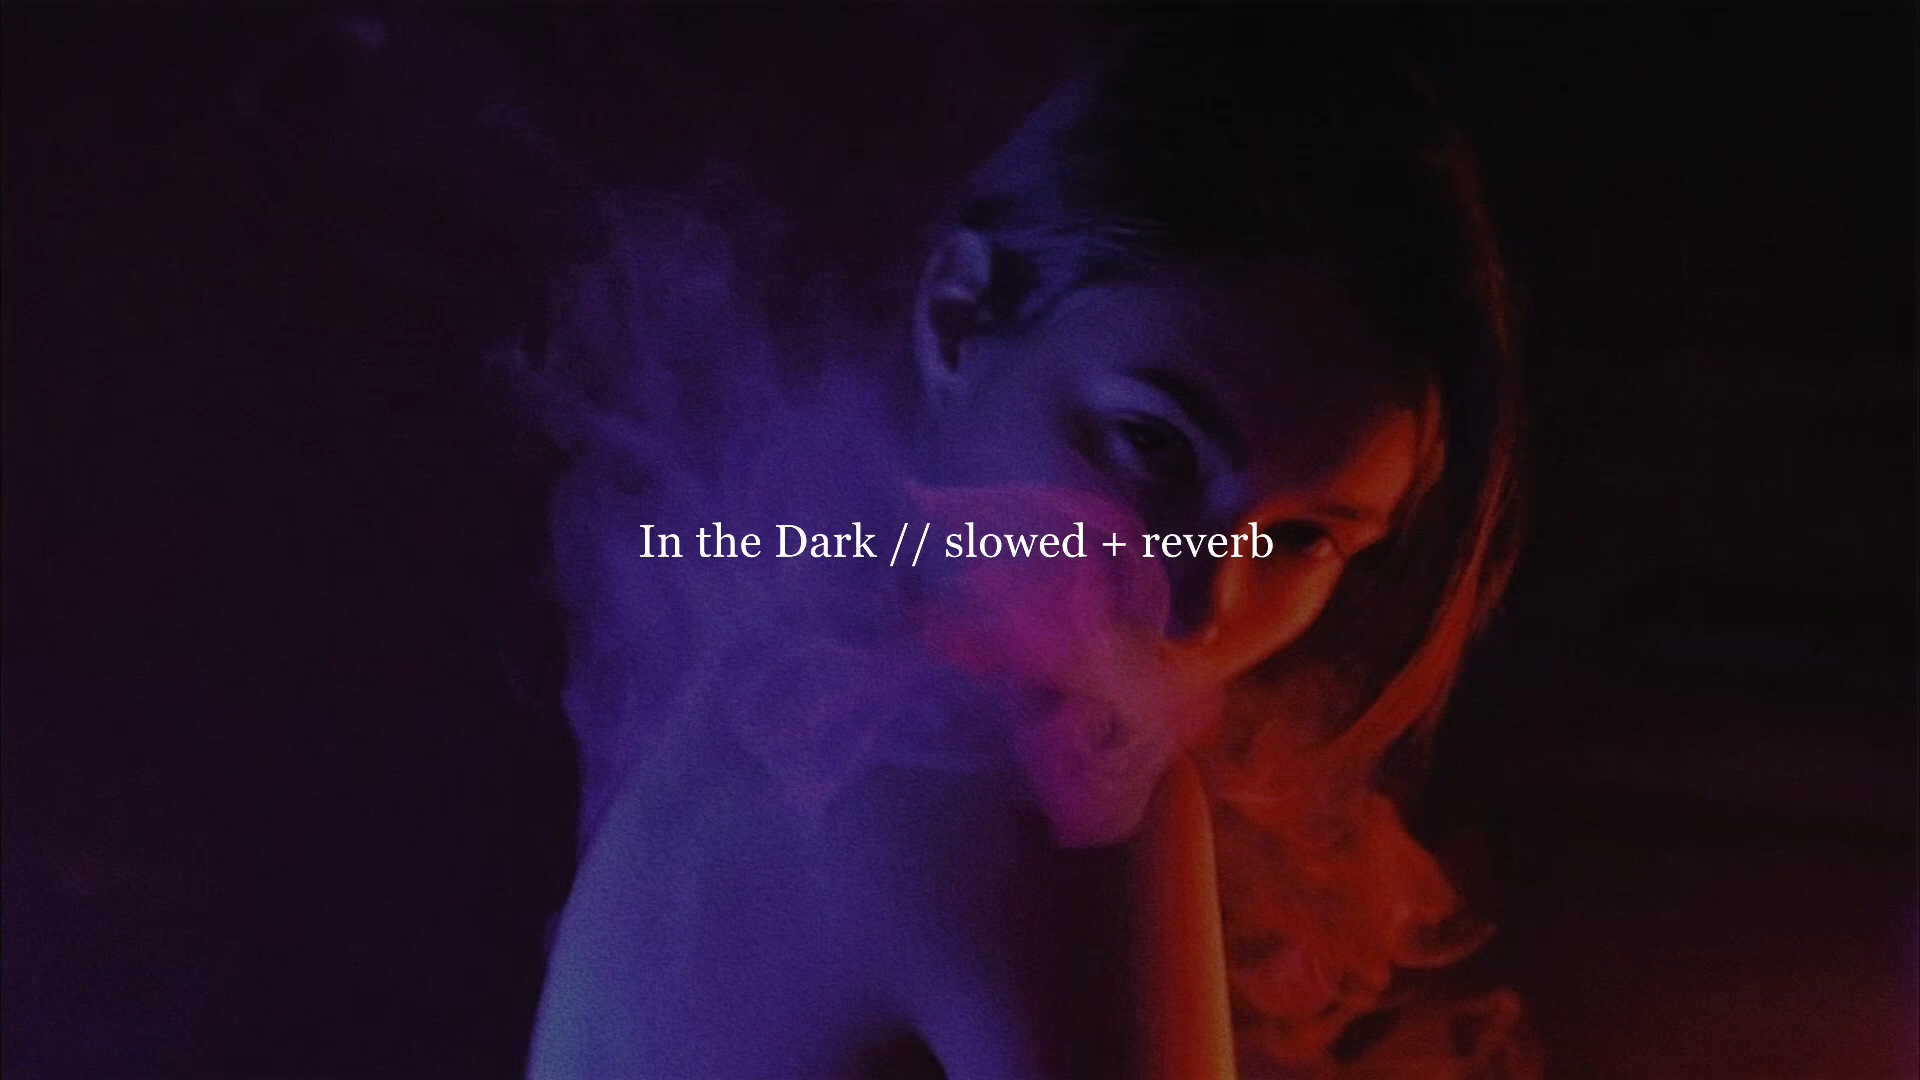 In the Dark // slowed + reverb